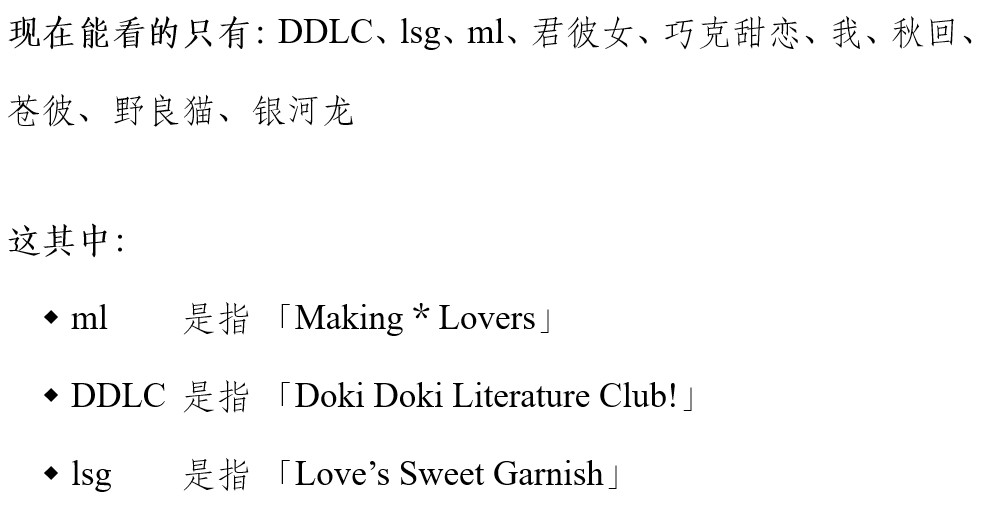 现在能看的只有：DDLC、lsg、ml、君彼女、巧克甜恋、我、秋回、
苍彼、野良猫、银河龙
这其中：
◆ ml 是指 「Making * Lovers」
◆ DDLC 是指 「Doki Doki Literature Club!」
◆ lsg 是指 「Love’s Sweet Garnish」